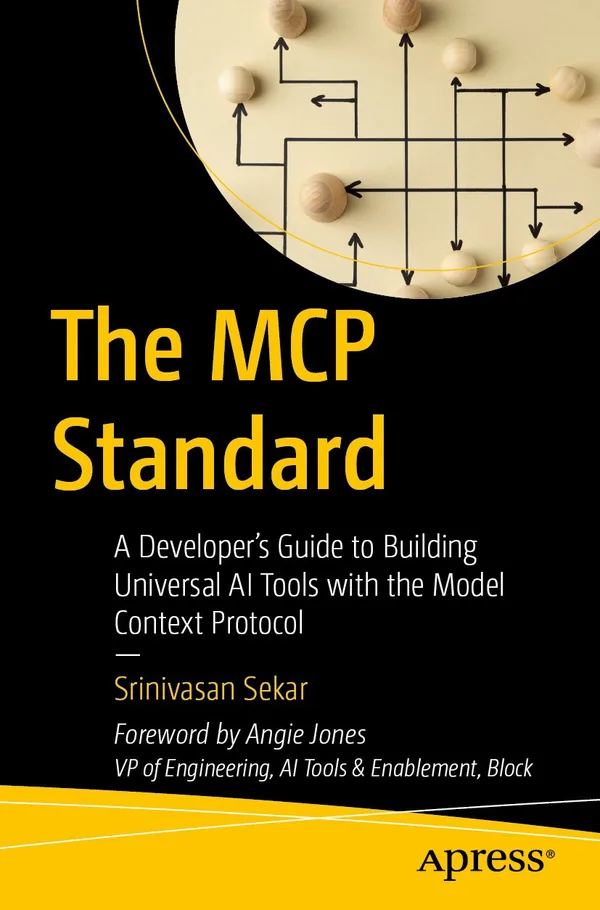 The MCP
Standard
A Developer's Guide to Building
Universal AI Tools with the Model
Context Protocol
—
Srinivasan Sekar
Foreword by Angie Jones
VP of Engineering, AI Tools & Enablement, Block
Apress®